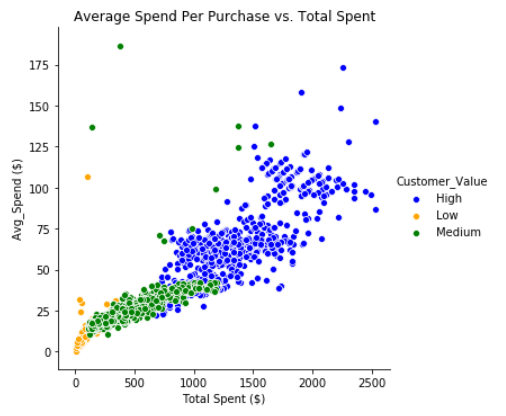 Average Spend Per Purchase vs. Total Spent
175
150
125
100
75
50
25
0
Avg_Spend ($)
0
500
1000
1500
2000
2500
Total Spent ($)
Customer_Value
High
Low
Medium